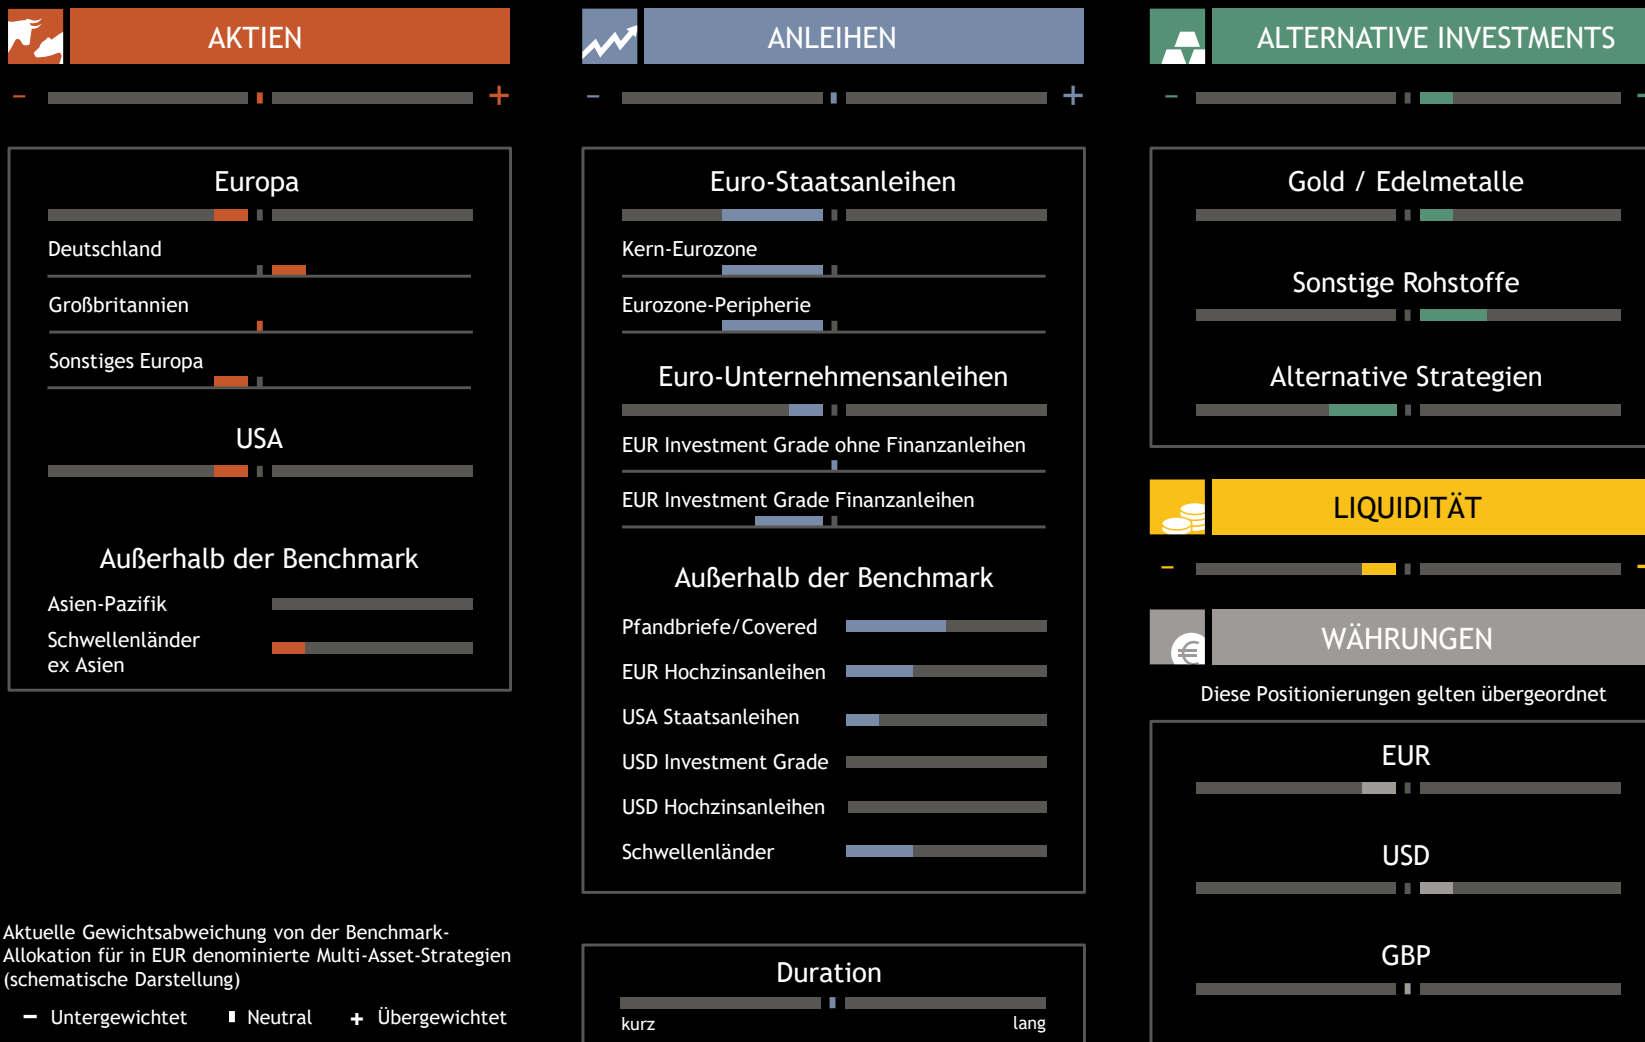 AKTIEN
- +
Europa
Deutschland
Großbritannien
Sonstiges Europa
USA
Außerhalb der Benchmark
Asien-Pazifik
Schwellenländer
ex Asien
Aktuelle Gewichtsabweichung von der Benchmark-
Allokation für in EUR denominierte Multi-Asset-Strategien
(schematische Darstellung)
- Untergewichtet Neutral + Übergewichtet
ANLEIHEN
- +
Euro-Staatsanleihen
Kern-Eurozone
Eurozone-Peripherie
Euro-Unternehmensanleihen
EUR Investment Grade ohne Finanzanleihen
EUR Investment Grade Finanzanleihen
Außerhalb der Benchmark
Pfandbriefe/Covered
EUR Hochzinsanleihen
USA Staatsanleihen
USD Investment Grade
USD Hochzinsanleihen
Schwellenländer
Duration
kurz lang
ALTERNATIVE INVESTMENTS
-
Gold / Edelmetalle
Sonstige Rohstoffe
Alternative Strategien
LIQUIDITÄT
-
€
WÄHRUNGEN
Diese Positionierungen gelten übergeordnet
EUR
USD
GBP